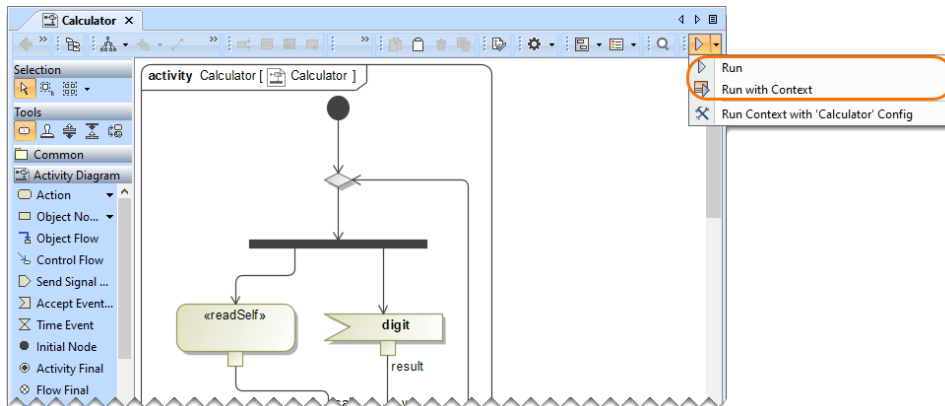 Calculator
Selection
Tools
Common
Activity Diagram
Action
Object No...
Object Flow
Control Flow
Send Signal ...
Accept Event...
Time Event
Initial Node
Activity Final
Flow Final
activity Calculator [ Calculator ]
«readSelf»
digit
result
Run
Run with Context
Run Context with 'Calculator' Config